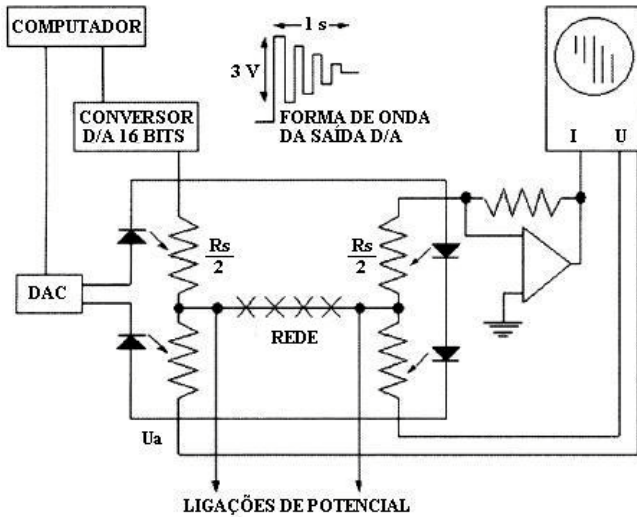 COMPUTADOR
1 s
3 V
CONVERSOR
D/A 16 BITS
FORMA DE ONDA
DA SAÍDA D/A
I U
Rs
2
Rs
2
DAC
REDE
Ua
LIGAÇÕES DE POTENCIAL